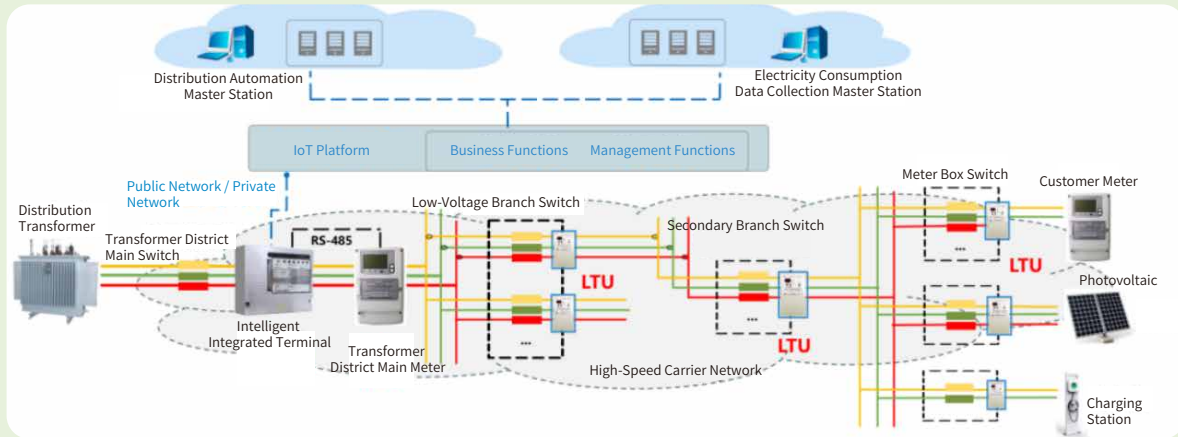 Distribution Automation
Master Station
Electricity Consumption
Data Collection Master Station
IoT Platform
Business Functions
Management Functions
Public Network / Private
Network
Distribution
Transformer
Transformer District
Main Switch
RS-485
Low-Voltage Branch Switch
Secondary Branch Switch
Meter Box Switch
Customer Meter
...
LTU
LTU
LTU
Photovoltaic
Intelligent
Integrated Terminal
Transformer
District Main Meter
...
...
...
High-Speed Carrier Network
Charging
Station